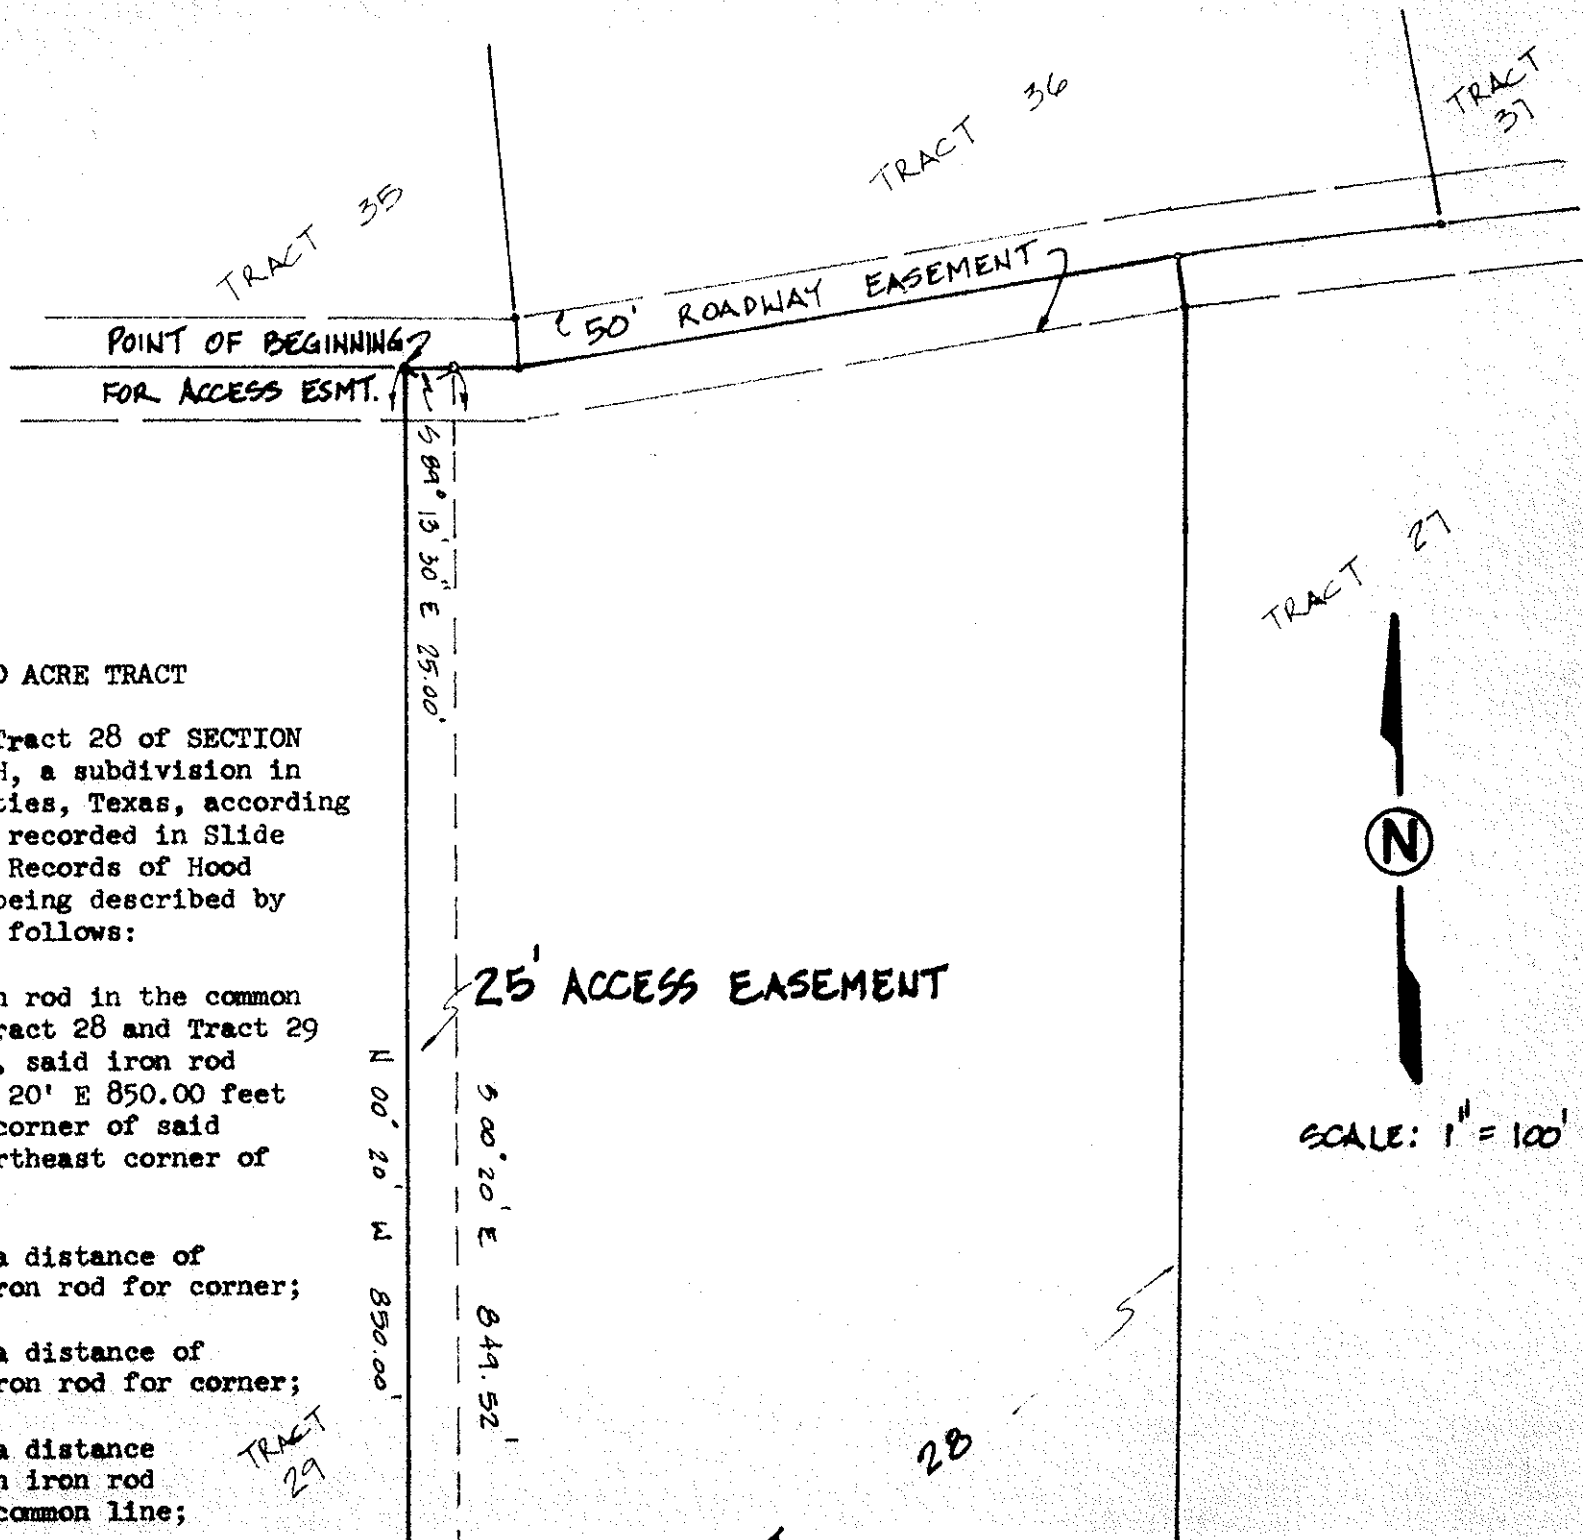 TRACT 36
TRACT 37
TRACT 35
50' ROADWAY EASEMENT
POINT OF BEGINNING
FOR ACCESS ESMT.
S 89° 13' 30" E 25.00'
TRACT 27
ACRE TRACT
Tract 28 of SECTION
H, a subdivision in
ties, Texas, according
recorded in Slide
Records of Hood
being described by
follows:
25' ACCESS EASEMENT
n rod in the common
ract 28 and Tract 29
, said iron rod
20' E 850.00 feet
corner of said
rtheast corner of
N 00° 20' W 850.00'
S 00° 20' E 849.52'
N
SCALE: 1" = 100'
a distance of
ron rod for corner;
a distance of
ron rod for corner;
a distance
n iron rod
common line;
TRACT
29
28